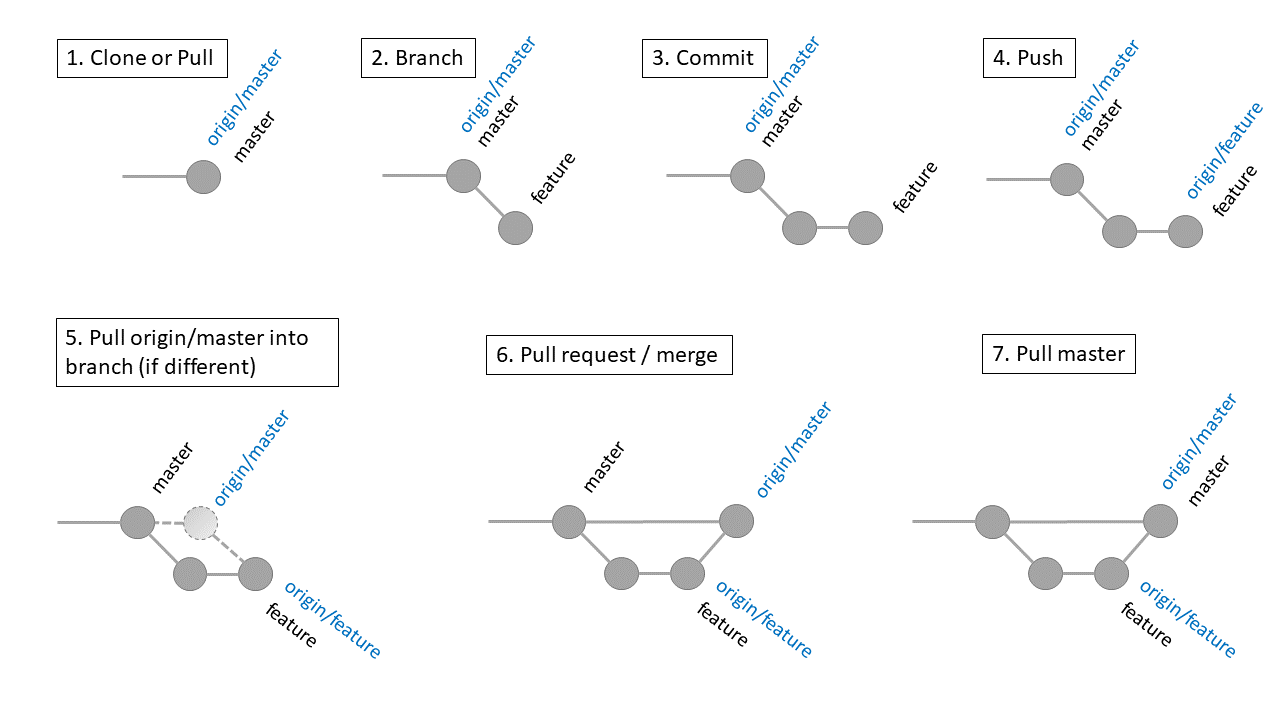 1. Clone or Pull
origin/master
master
2. Branch
origin/master
master
feature
3. Commit
origin/master
master
feature
4. Push
origin/master
master
origin/feature
feature
5. Pull origin/master into
branch (if different)
master
origin/master
origin/feature
feature
6. Pull request / merge
master
origin/master
origin/feature
feature
7. Pull master
origin/master
master
origin/feature
feature